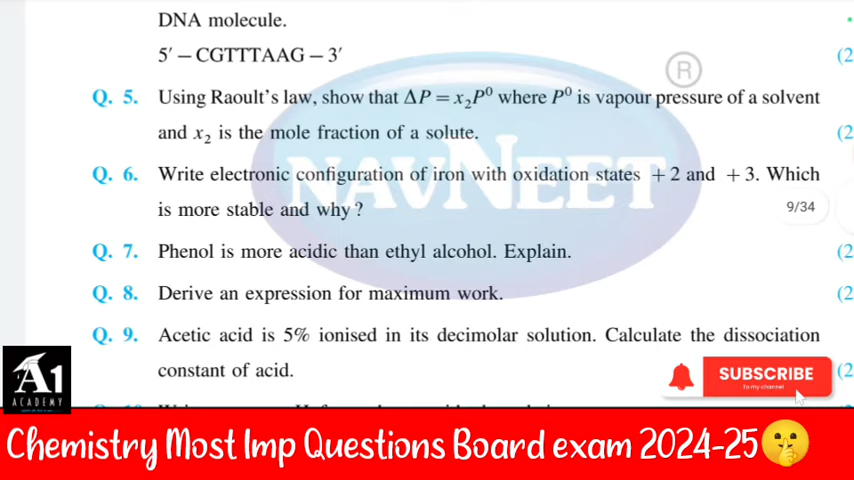 DNA molecule.
5′ – CGTTTAAG – 3′ (2
Q. 5. Using Raoult's law, show that ΔP = x₂P⁰ where P⁰ is vapour pressure of a solvent
and x₂ is the mole fraction of a solute. (2
Q. 6. Write electronic configuration of iron with oxidation states +2 and +3. Which
is more stable and why?
9/34
Q. 7. Phenol is more acidic than ethyl alcohol. Explain. (2
Q. 8. Derive an expression for maximum work. (2
Q. 9. Acetic acid is 5% ionised in its decimolar solution. Calculate the dissociation
constant of acid. (2
NAVNEET
®
A1
ACADEMY
SUBSCRIBE
To my channel
Chemistry Most Imp Questions Board exam 2024-25🤫